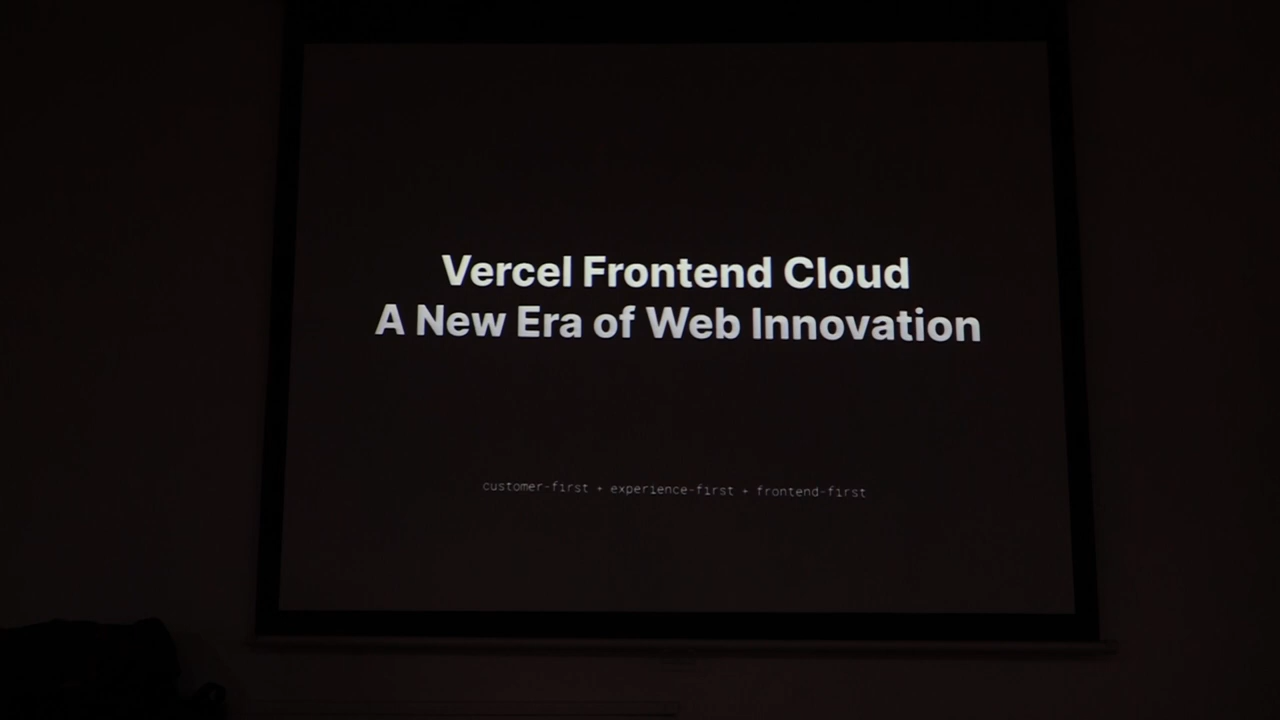 Vercel Frontend Cloud
A New Era of Web Innovation
customer-first + experience-first + frontend-first